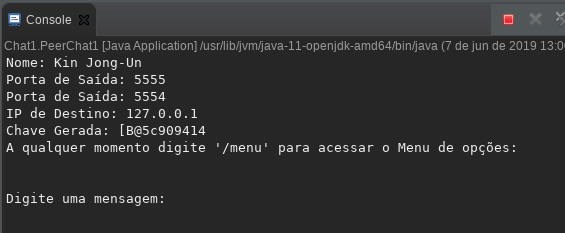 Console
Chat1.PeerChat1 [Java Application] /usr/lib/jvm/java-11-openjdk-amd64/bin/java (7 de jun de 2019 13:0
Nome: Kin Jong-Un
Porta de Saída: 5555
Porta de Saída: 5554
IP de Destino: 127.0.0.1
Chave Gerada: [B@5c909414
A qualquer momento digite '/menu' para acessar o Menu de opções:
Digite uma mensagem: